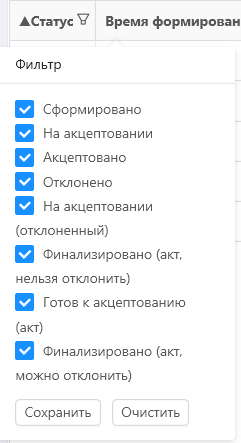 ▲Статус Время формирован
Фильтр
Сформировано
На акцептовании
Акцептовано
Отклонено
На акцептовании
(отклоненный)
Финализировано (акт,
нельзя отклонить)
Готов к акцептованию
(акт)
Финализировано (акт,
можно отклонить)
Сохранить Очистить